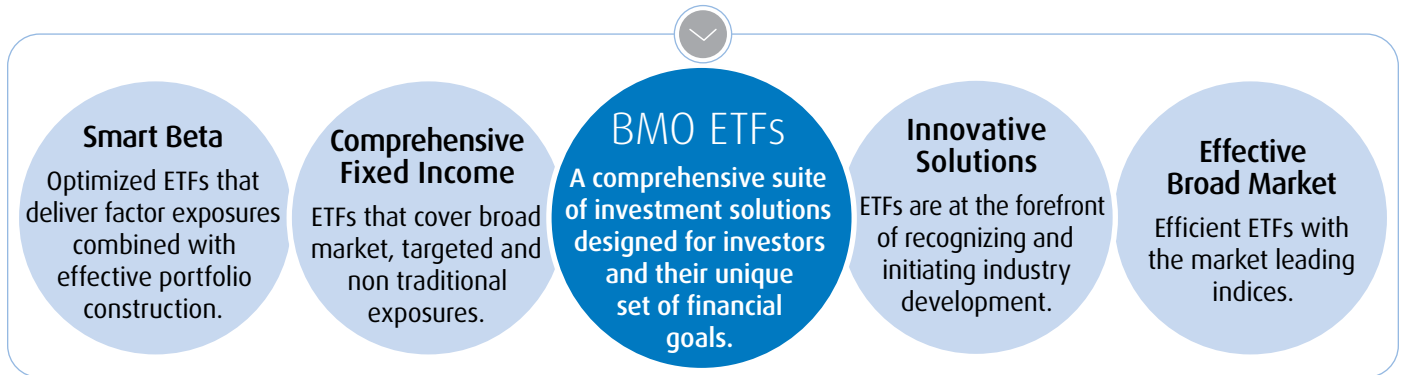 Smart Beta
Optimized ETFs that
deliver factor exposures
combined with
effective portfolio
construction.
Comprehensive
Fixed Income
ETFs that cover broad
market, targeted and
non traditional
exposures.
BMO ETFs
A comprehensive suite
of investment solutions
designed for investors
and their unique
set of financial
goals.
Innovative
Solutions
ETFs are at the forefront
of recognizing and
initiating industry
development.
Effective
Broad Market
Efficient ETFs with
the market leading
indices.